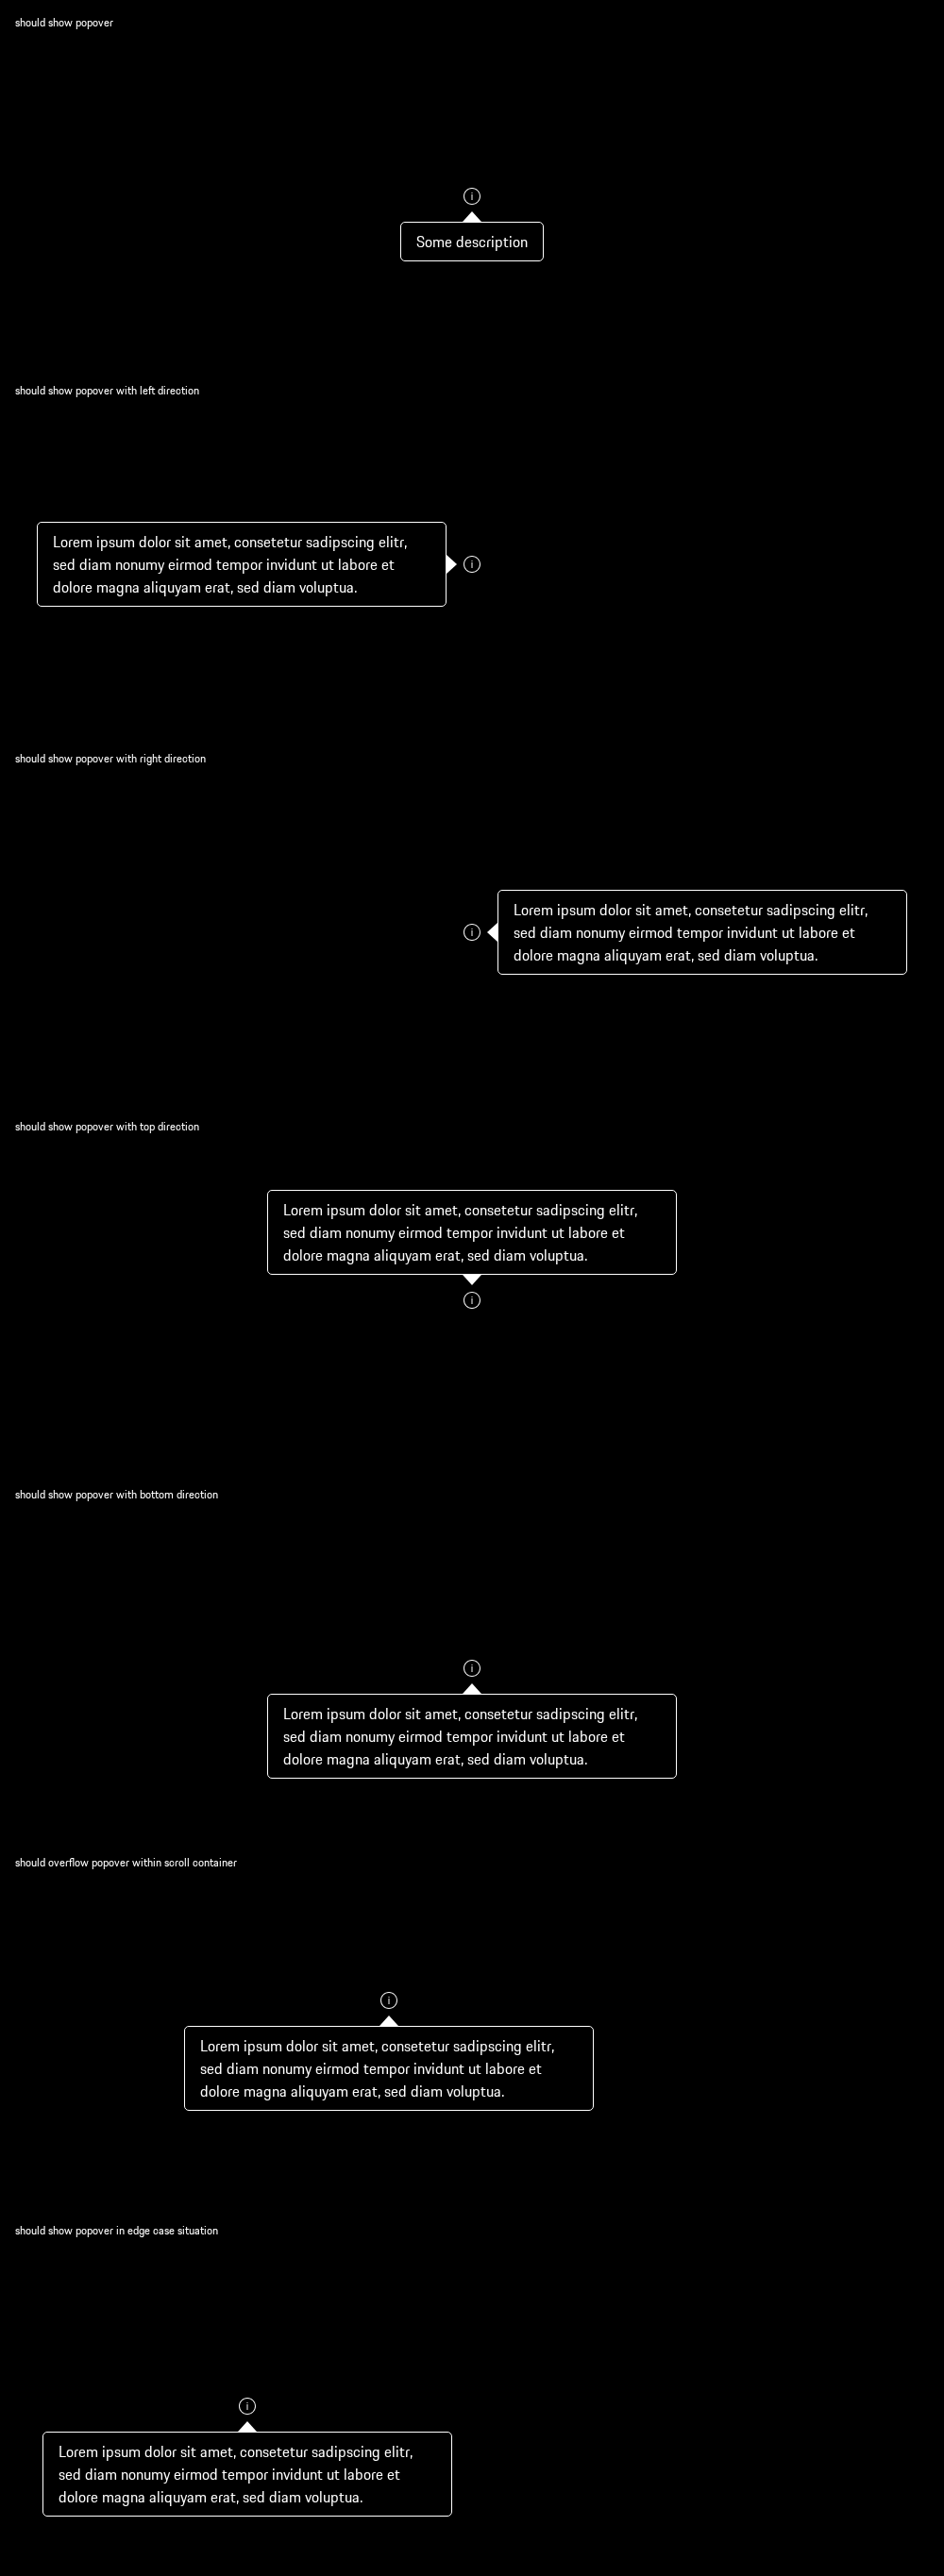 should show popover
i
Some description
should show popover with left direction
Lorem ipsum dolor sit amet, consetetur sadipscing elitr,
sed diam nonumy eirmod tempor invidunt ut labore et
dolore magna aliquyam erat, sed diam voluptua.
i
should show popover with right direction
i
Lorem ipsum dolor sit amet, consetetur sadipscing elitr,
sed diam nonumy eirmod tempor invidunt ut labore et
dolore magna aliquyam erat, sed diam voluptua.
should show popover with top direction
Lorem ipsum dolor sit amet, consetetur sadipscing elitr,
sed diam nonumy eirmod tempor invidunt ut labore et
dolore magna aliquyam erat, sed diam voluptua.
i
should show popover with bottom direction
i
Lorem ipsum dolor sit amet, consetetur sadipscing elitr,
sed diam nonumy eirmod tempor invidunt ut labore et
dolore magna aliquyam erat, sed diam voluptua.
should overflow popover within scroll container
i
Lorem ipsum dolor sit amet, consetetur sadipscing elitr,
sed diam nonumy eirmod tempor invidunt ut labore et
dolore magna aliquyam erat, sed diam voluptua.
should show popover in edge case situation
i
Lorem ipsum dolor sit amet, consetetur sadipscing elitr,
sed diam nonumy eirmod tempor invidunt ut labore et
dolore magna aliquyam erat, sed diam voluptua.